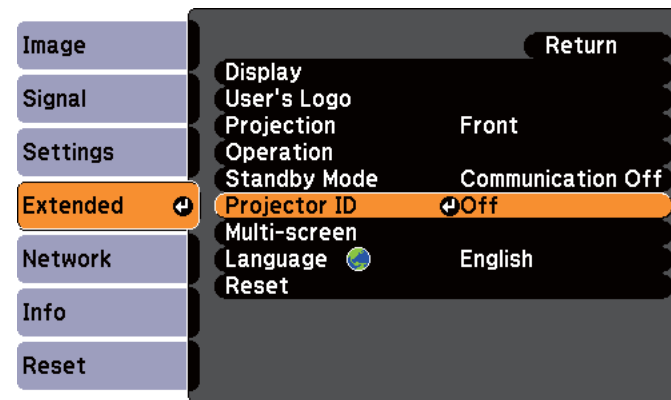 Image
Signal
Settings
Extended
Network
Info
Reset
Return
Display
User's Logo
Projection Front
Operation
Standby Mode Communication Off
Projector ID Off
Multi-screen
Language English
Reset